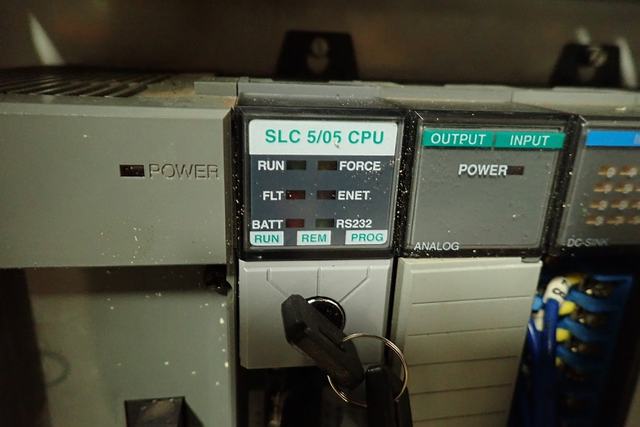 POWER
SLC 5/05 CPU
RUN FORCE
FLT ENET
BATT RS232
RUN REM PROG
OUTPUT INPUT
POWER
ANALOG
DC-SINK